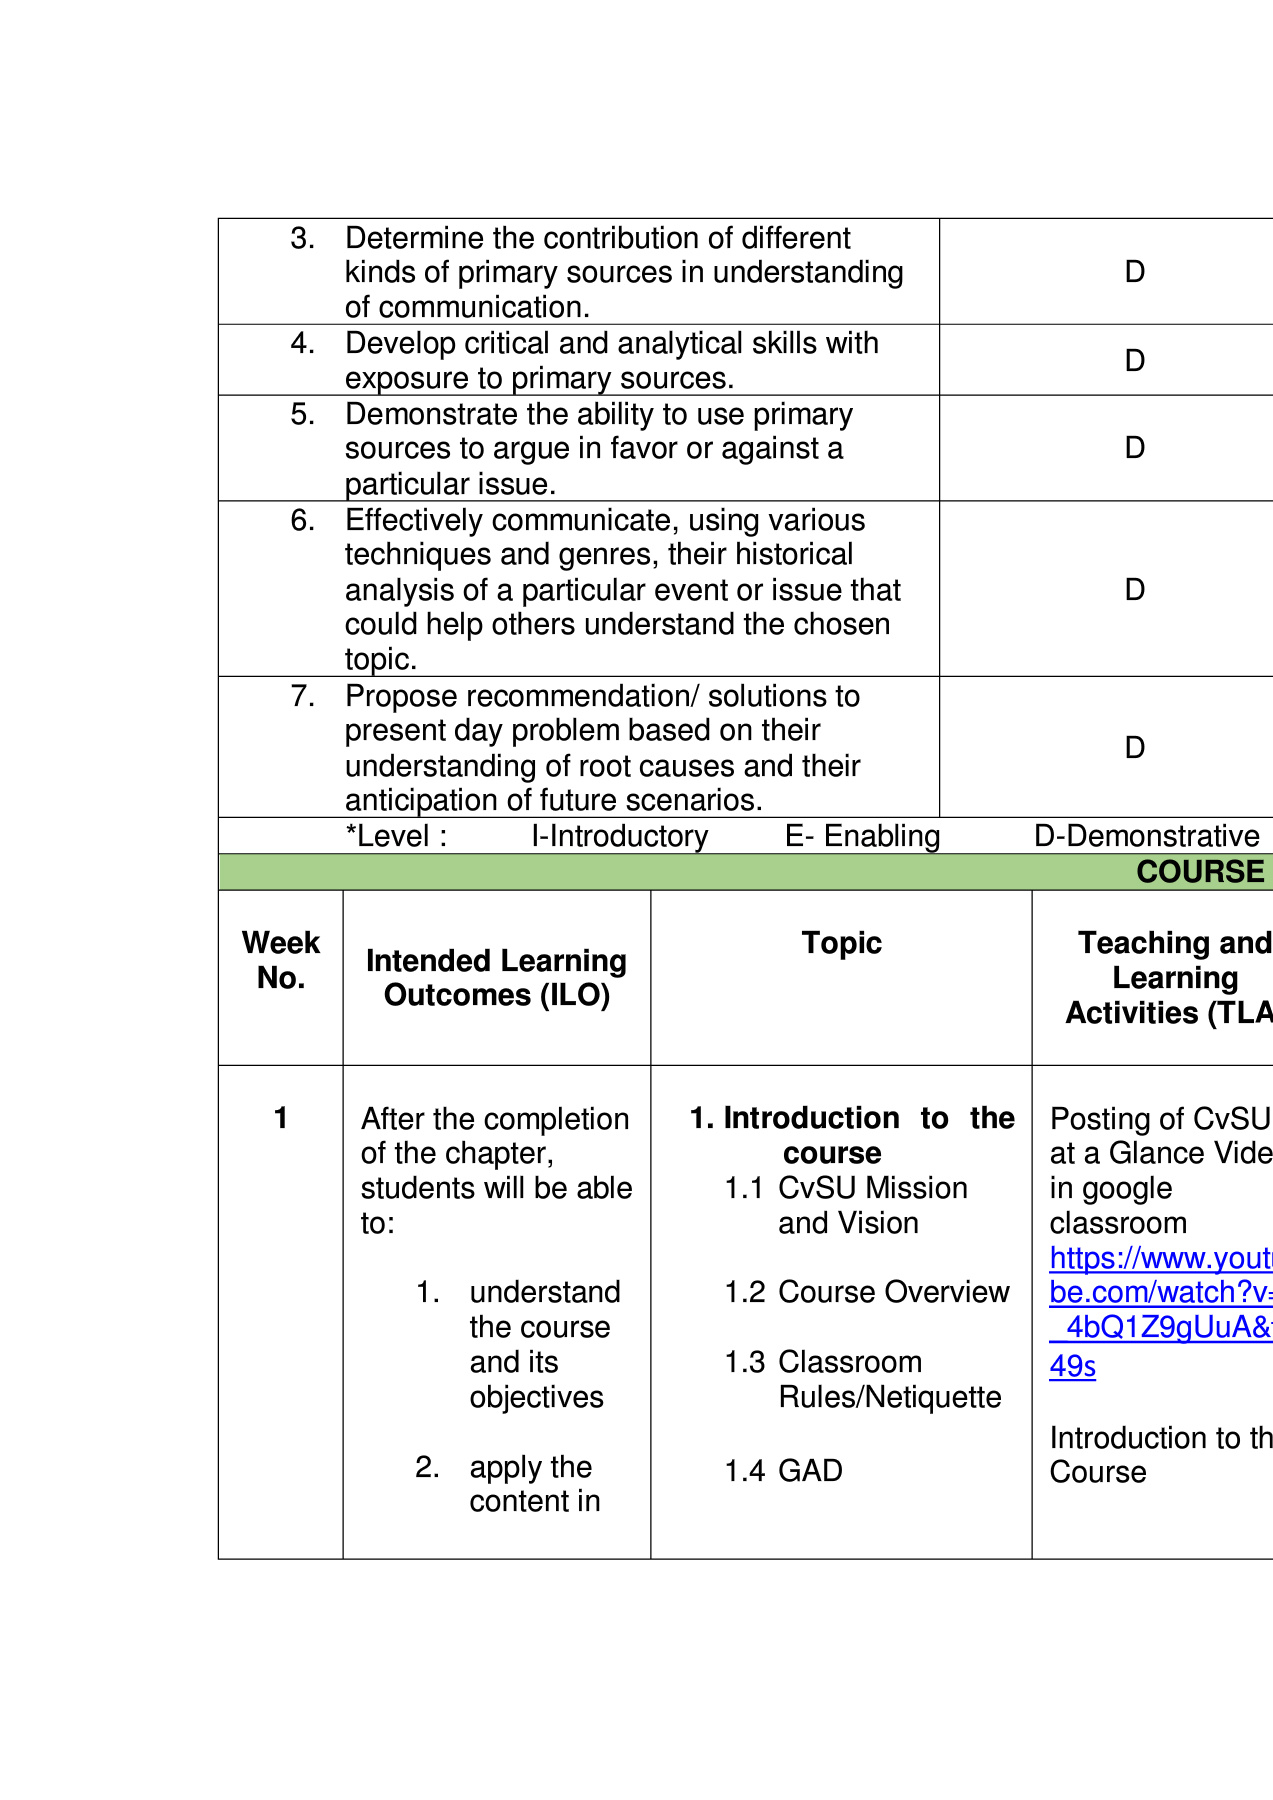 3. Determine the contribution of different
kinds of primary sources in understanding
of communication.
D
4. Develop critical and analytical skills with
exposure to primary sources.
D
5. Demonstrate the ability to use primary
sources to argue in favor or against a
particular issue.
D
6. Effectively communicate, using various
techniques and genres, their historical
analysis of a particular event or issue that
could help others understand the chosen
topic.
D
7. Propose recommendation/ solutions to
present day problem based on their
understanding of root causes and their
anticipation of future scenarios.
D
*Level : I-Introductory E- Enabling D-Demonstrative
COURSE
Week
No.
Intended Learning
Outcomes (ILO)
Topic
Teaching and
Learning
Activities (TLA
1
After the completion
of the chapter,
students will be able
to:
1. understand
the course
and its
objectives
2. apply the
content in
1. Introduction to the
course
1.1 CvSU Mission
and Vision
1.2 Course Overview
1.3 Classroom
Rules/Netiquette
1.4 GAD
Posting of CvSU
at a Glance Vide
in google
classroom
https://www.yout
be.com/watch?v=
_4bQ1Z9gUuA&
49s
Introduction to th
Course